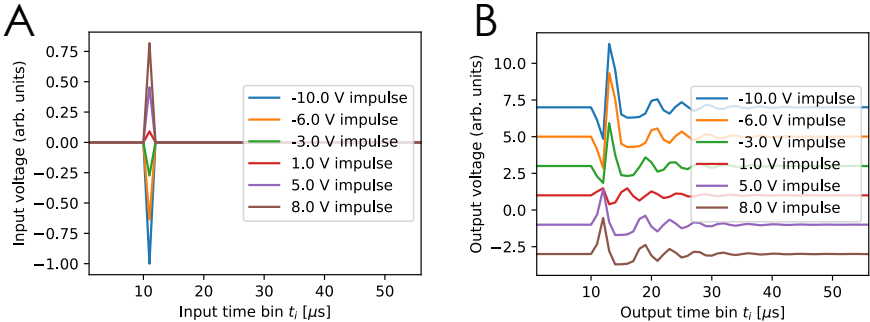 A
B
0.75
0.50
0.25
0.00
−0.25
−0.50
−0.75
−1.00
Input voltage (arb. units)
-10.0 V impulse
-6.0 V impulse
-3.0 V impulse
1.0 V impulse
5.0 V impulse
8.0 V impulse
10 20 30 40 50
Input time bin tᵢ [μs]
10.0
7.5
5.0
2.5
0.0
−2.5
Output voltage (arb. units)
-10.0 V impulse
-6.0 V impulse
-3.0 V impulse
1.0 V impulse
5.0 V impulse
8.0 V impulse
10 20 30 40 50
Output time bin tᵢ [μs]